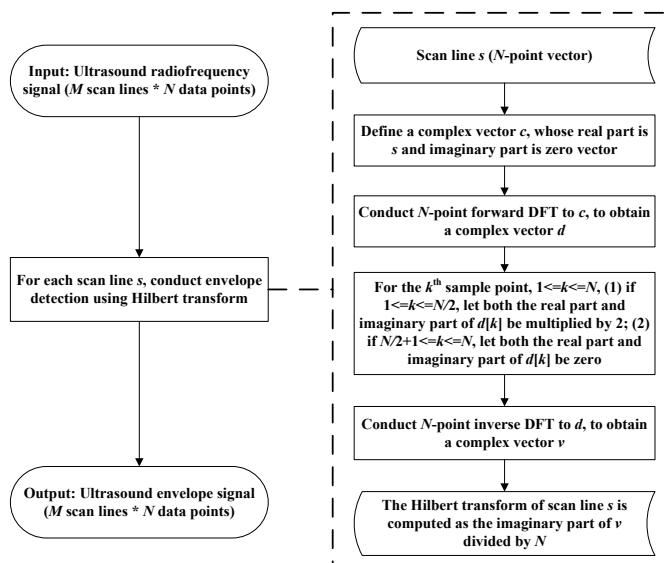 Input: Ultrasound radiofrequency
signal (M scan lines * N data points)
For each scan line s, conduct envelope
detection using Hilbert transform
Output: Ultrasound envelope signal
(M scan lines * N data points)
Scan line s (N-point vector)
Define a complex vector c, whose real part is
s and imaginary part is zero vector
Conduct N-point forward DFT to c, to obtain
a complex vector d
For the kth sample point, 1<=k<=N, (1) if
1<=k<=N/2, let both the real part and
imaginary part of d[k] be multiplied by 2; (2)
if N/2+1<=k<=N, let both the real part and
imaginary part of d[k] be zero
Conduct N-point inverse DFT to d, to obtain
a complex vector v
The Hilbert transform of scan line s is
computed as the imaginary part of v
divided by N